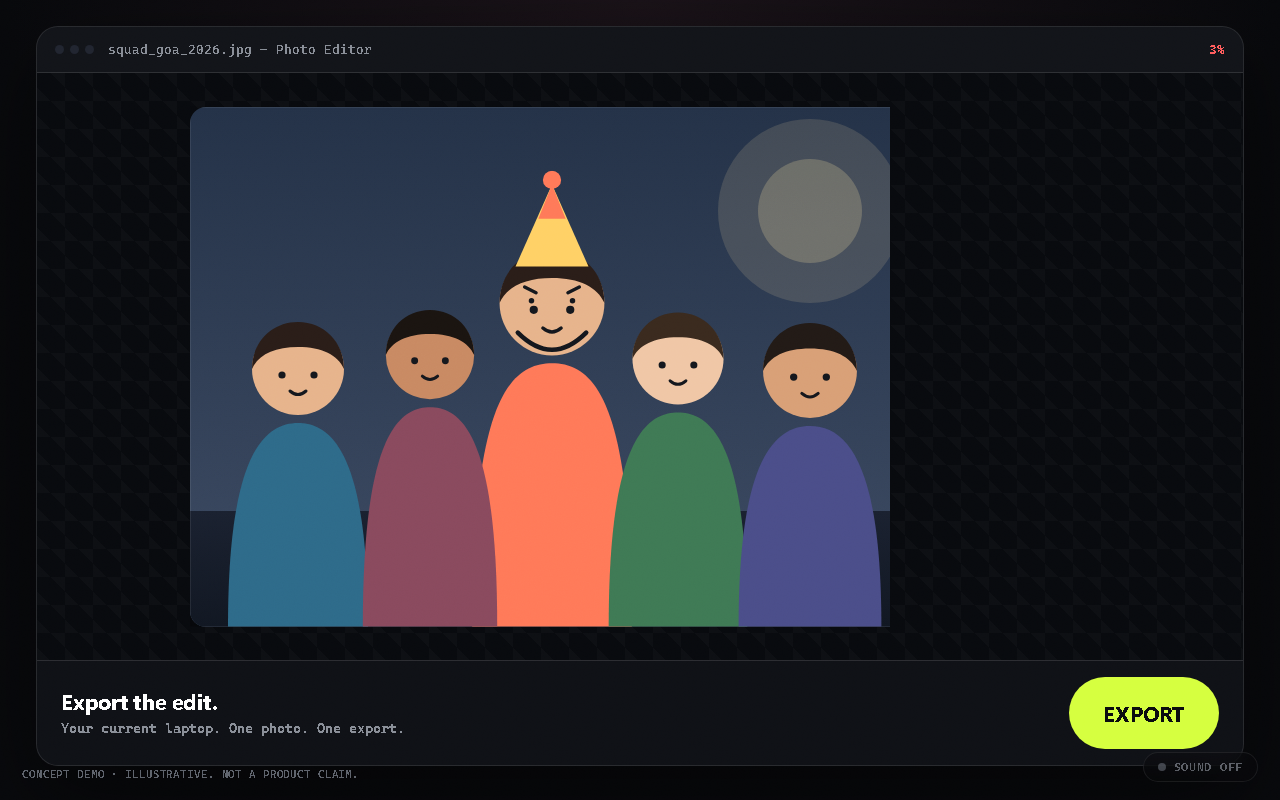 squad_goa_2026.jpg — Photo Editor
3%
Export the edit.
Your current laptop. One photo. One export.
EXPORT
CONCEPT DEMO · ILLUSTRATIVE. NOT A PRODUCT CLAIM.
SOUND OFF